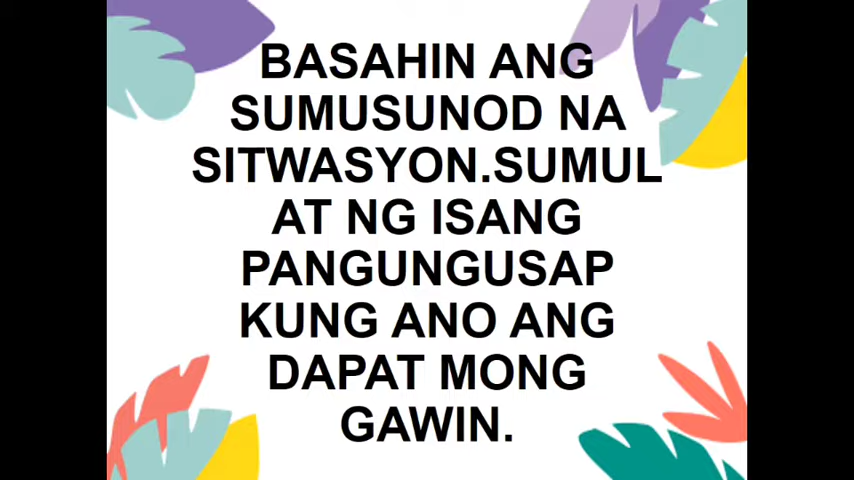 BASAHIN ANG
SUMUSUNOD NA
SITWASYON.SUMUL
AT NG ISANG
PANGUNGUSAP
KUNG ANO ANG
DAPAT MONG
GAWIN.